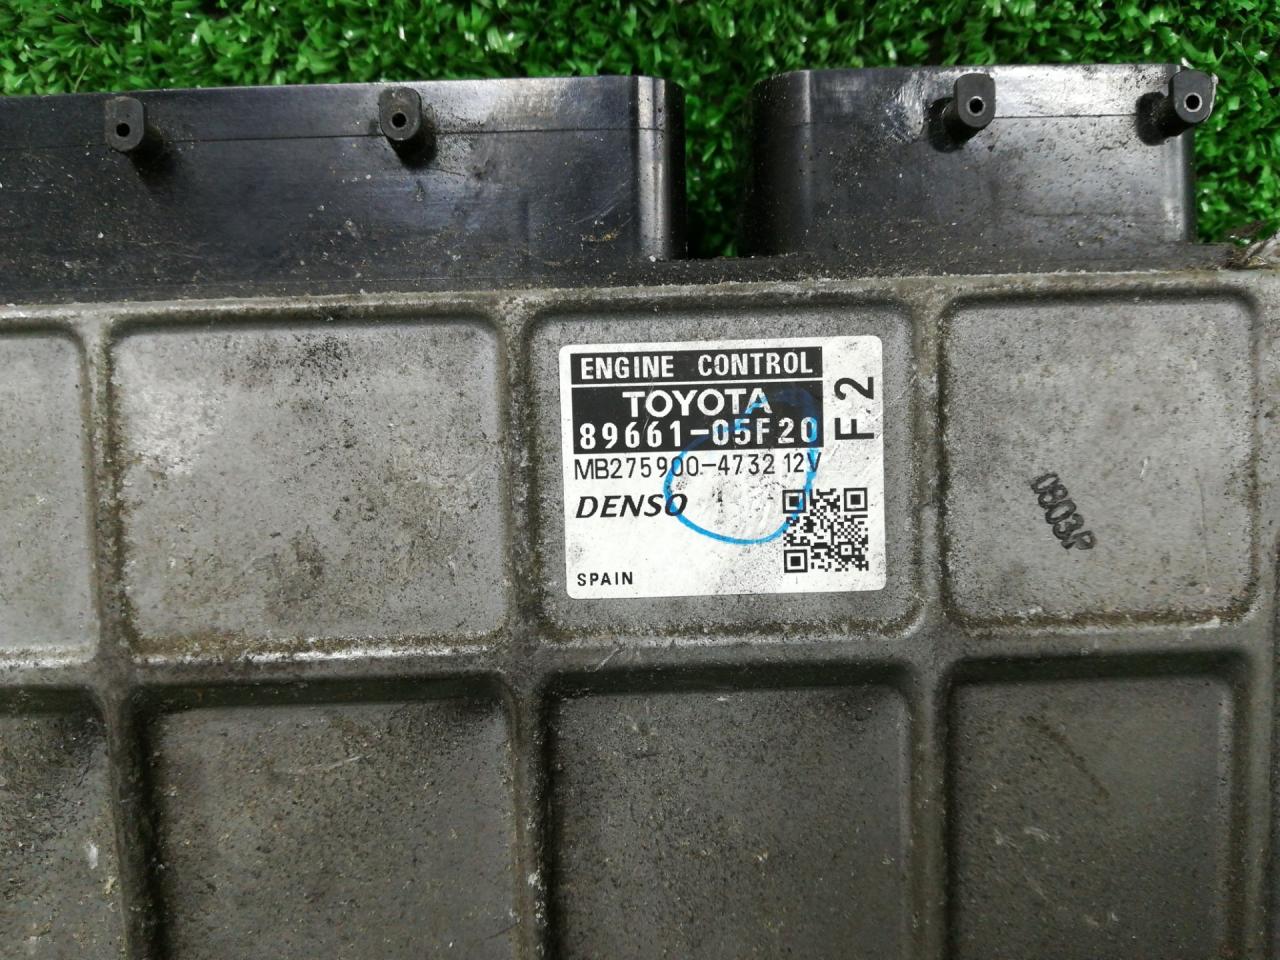 ENGINE CONTROL
TOYOTA
89661-05F20
F2
MB275900-4732 12V
DENSO
SPAIN
0803P